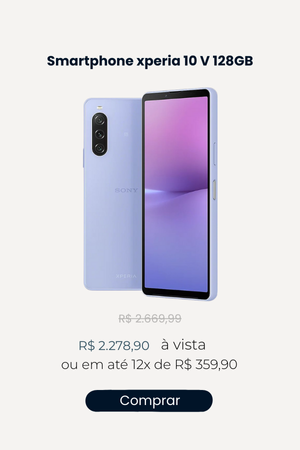 Smartphone xperia 10 V 128GB
SONY
XPERIA
R$ 2.669,99
R$ 2.278,90 à vista
ou em até 12x de R$ 359,90
Comprar